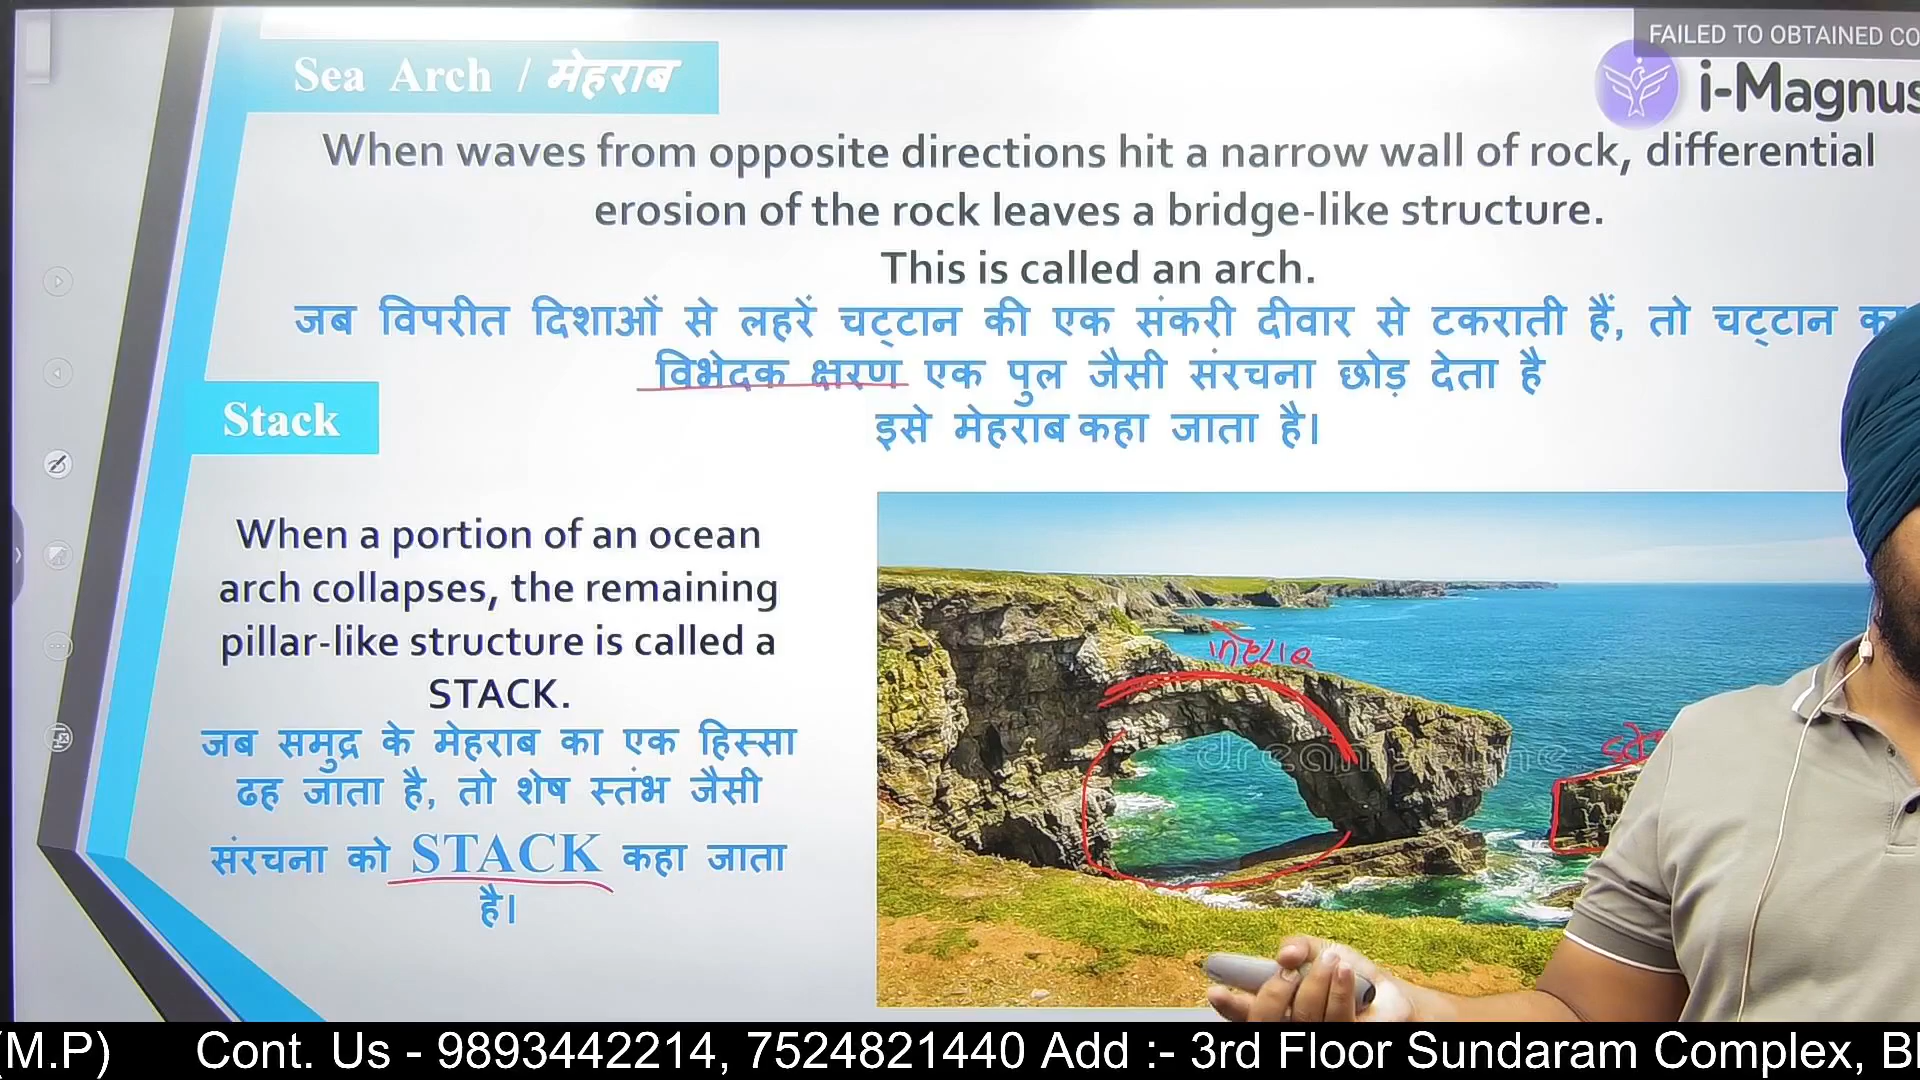 FAILED TO OBTAINED CO
i-Magnus
Sea Arch / मेहराब
When waves from opposite directions hit a narrow wall of rock, differential
erosion of the rock leaves a bridge-like structure.
This is called an arch.
जब विपरीत दिशाओं से लहरें चट्टान की एक संकरी दीवार से टकराती हैं, तो चट्टान का
विभेदक क्षरण एक पुल जैसी संरचना छोड़ देता है
इसे मेहराब कहा जाता है।
Stack
When a portion of an ocean
arch collapses, the remaining
pillar-like structure is called a
STACK.
जब समुद्र के मेहराब का एक हिस्सा
ढह जाता है, तो शेष स्तंभ जैसी
संरचना को STACK कहा जाता
है।
dreamstime
(M.P) Cont. Us - 9893442214, 7524821440 Add :- 3rd Floor Sundaram Complex,